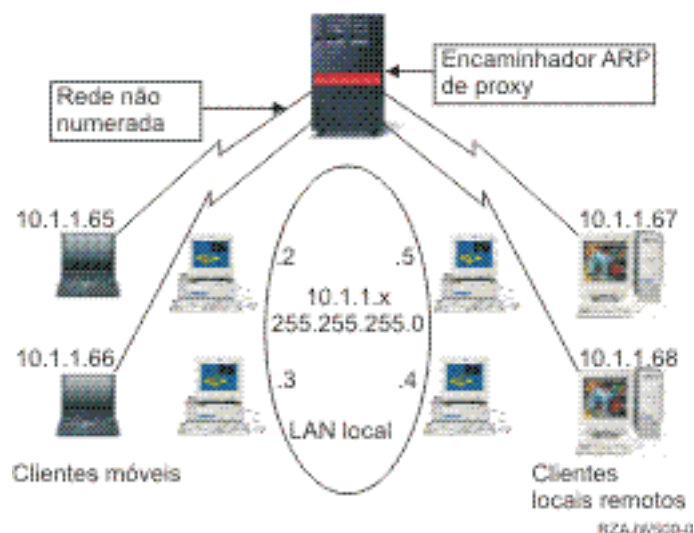 Encaminhador ARP
de proxy
Rede não
numerada
10.1.1.65
10.1.1.67
.2
.5
10.1.1.x
255.255.255.0
10.1.1.66
10.1.1.68
.3
.4
LAN local
Clientes móveis
Clientes
locais remotos